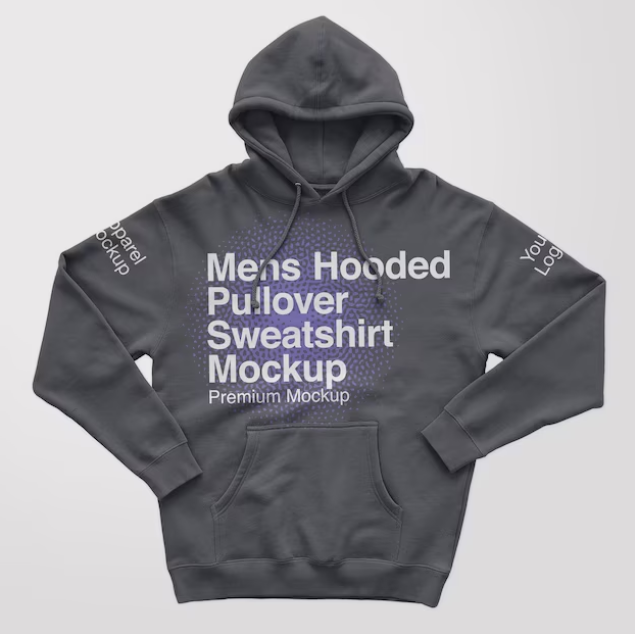 Mens Hooded
Pullover
Sweatshirt
Mockup
Premium Mockup
Apparel
Mockup
Your
Logo